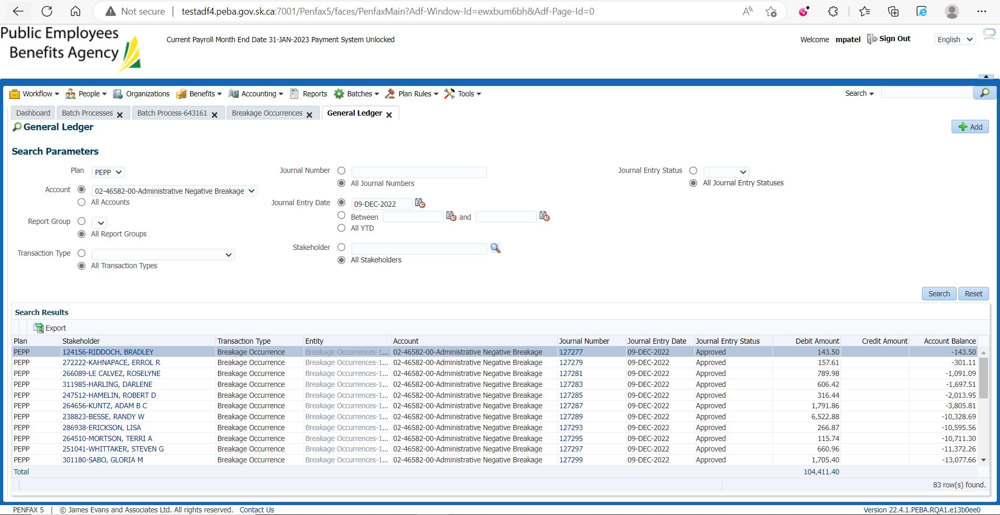 Not secure | testadf4.peba.gov.sk.ca:7001/Penfax5/faces/PenfaxMain?Adf-Window-Id=ewxbum6bh&Adf-Page-Id=0
Public Employees
Benefits Agency
Current Payroll Month End Date 31-JAN-2023 Payment System Unlocked
Welcome mpatel Sign Out English
Workflow People Organizations Benefits Accounting Reports Batches Plan Rules Tools Search
Dashboard Batch Processes Batch Process-643161 Breakage Occurrences General Ledger
General Ledger Add
Search Parameters
Plan PEPP Journal Number Journal Entry Status
All Journal Numbers All Journal Entry Statuses
Account 02-46582-00-Administrative Negative Breakage
All Accounts Journal Entry Date 09-DEC-2022
Between and
Report Group All YTD
All Report Groups
Stakeholder
Transaction Type All Stakeholders
All Transaction Types
Search Reset
Search Results
Export
Plan Stakeholder Transaction Type Entity Account Journal Number Journal Entry Date Journal Entry Status Debit Amount Credit Amount Account Balance
PEPP 124156-RIDDOCH, BRADLEY Breakage Occurrence Breakage Occurrences-1... 02-46582-00-Administrative Negative Breakage 127277 09-DEC-2022 Approved 143.50 -143.50
PEPP 272222-KAHNAPACE, ERROL R Breakage Occurrence Breakage Occurrences-1... 02-46582-00-Administrative Negative Breakage 127279 09-DEC-2022 Approved 157.61 -301.11
PEPP 266089-LE CALVEZ, ROSELYNE Breakage Occurrence Breakage Occurrences-1... 02-46582-00-Administrative Negative Breakage 127281 09-DEC-2022 Approved 789.98 -1,091.09
PEPP 311985-HARLING, DARLENE Breakage Occurrence Breakage Occurrences-1... 02-46582-00-Administrative Negative Breakage 127283 09-DEC-2022 Approved 606.42 -1,697.51
PEPP 247512-HAMELIN, ROBERT D Breakage Occurrence Breakage Occurrences-1... 02-46582-00-Administrative Negative Breakage 127285 09-DEC-2022 Approved 316.44 -2,013.95
PEPP 264656-KUNTZ, ADAM B C Breakage Occurrence Breakage Occurrences-1... 02-46582-00-Administrative Negative Breakage 127287 09-DEC-2022 Approved 1,791.86 -3,805.81
PEPP 238823-BESSE, RANDY W Breakage Occurrence Breakage Occurrences-1... 02-46582-00-Administrative Negative Breakage 127289 09-DEC-2022 Approved 6,522.88 -10,328.69
PEPP 286938-ERICKSON, LISA Breakage Occurrence Breakage Occurrences-1... 02-46582-00-Administrative Negative Breakage 127293 09-DEC-2022 Approved 266.87 -10,595.56
PEPP 264510-MORTSON, TERRI A Breakage Occurrence Breakage Occurrences-1... 02-46582-00-Administrative Negative Breakage 127295 09-DEC-2022 Approved 115.74 -10,711.30
PEPP 251041-WHITTAKER, STEVEN G Breakage Occurrence Breakage Occurrences-1... 02-46582-00-Administrative Negative Breakage 127297 09-DEC-2022 Approved 660.96 -11,372.26
PEPP 301180-SABO, GLORIA M Breakage Occurrence Breakage Occurrences-1... 02-46582-00-Administrative Negative Breakage 127299 09-DEC-2022 Approved 1,705.40 -13,077.66
Total 104,411.40
83 row(s) found.
PENFAX 5 | © James Evans and Associates Ltd. All rights reserved. Contact Us Version 22.4.1.PEBA.RQA1.e13b0ee0